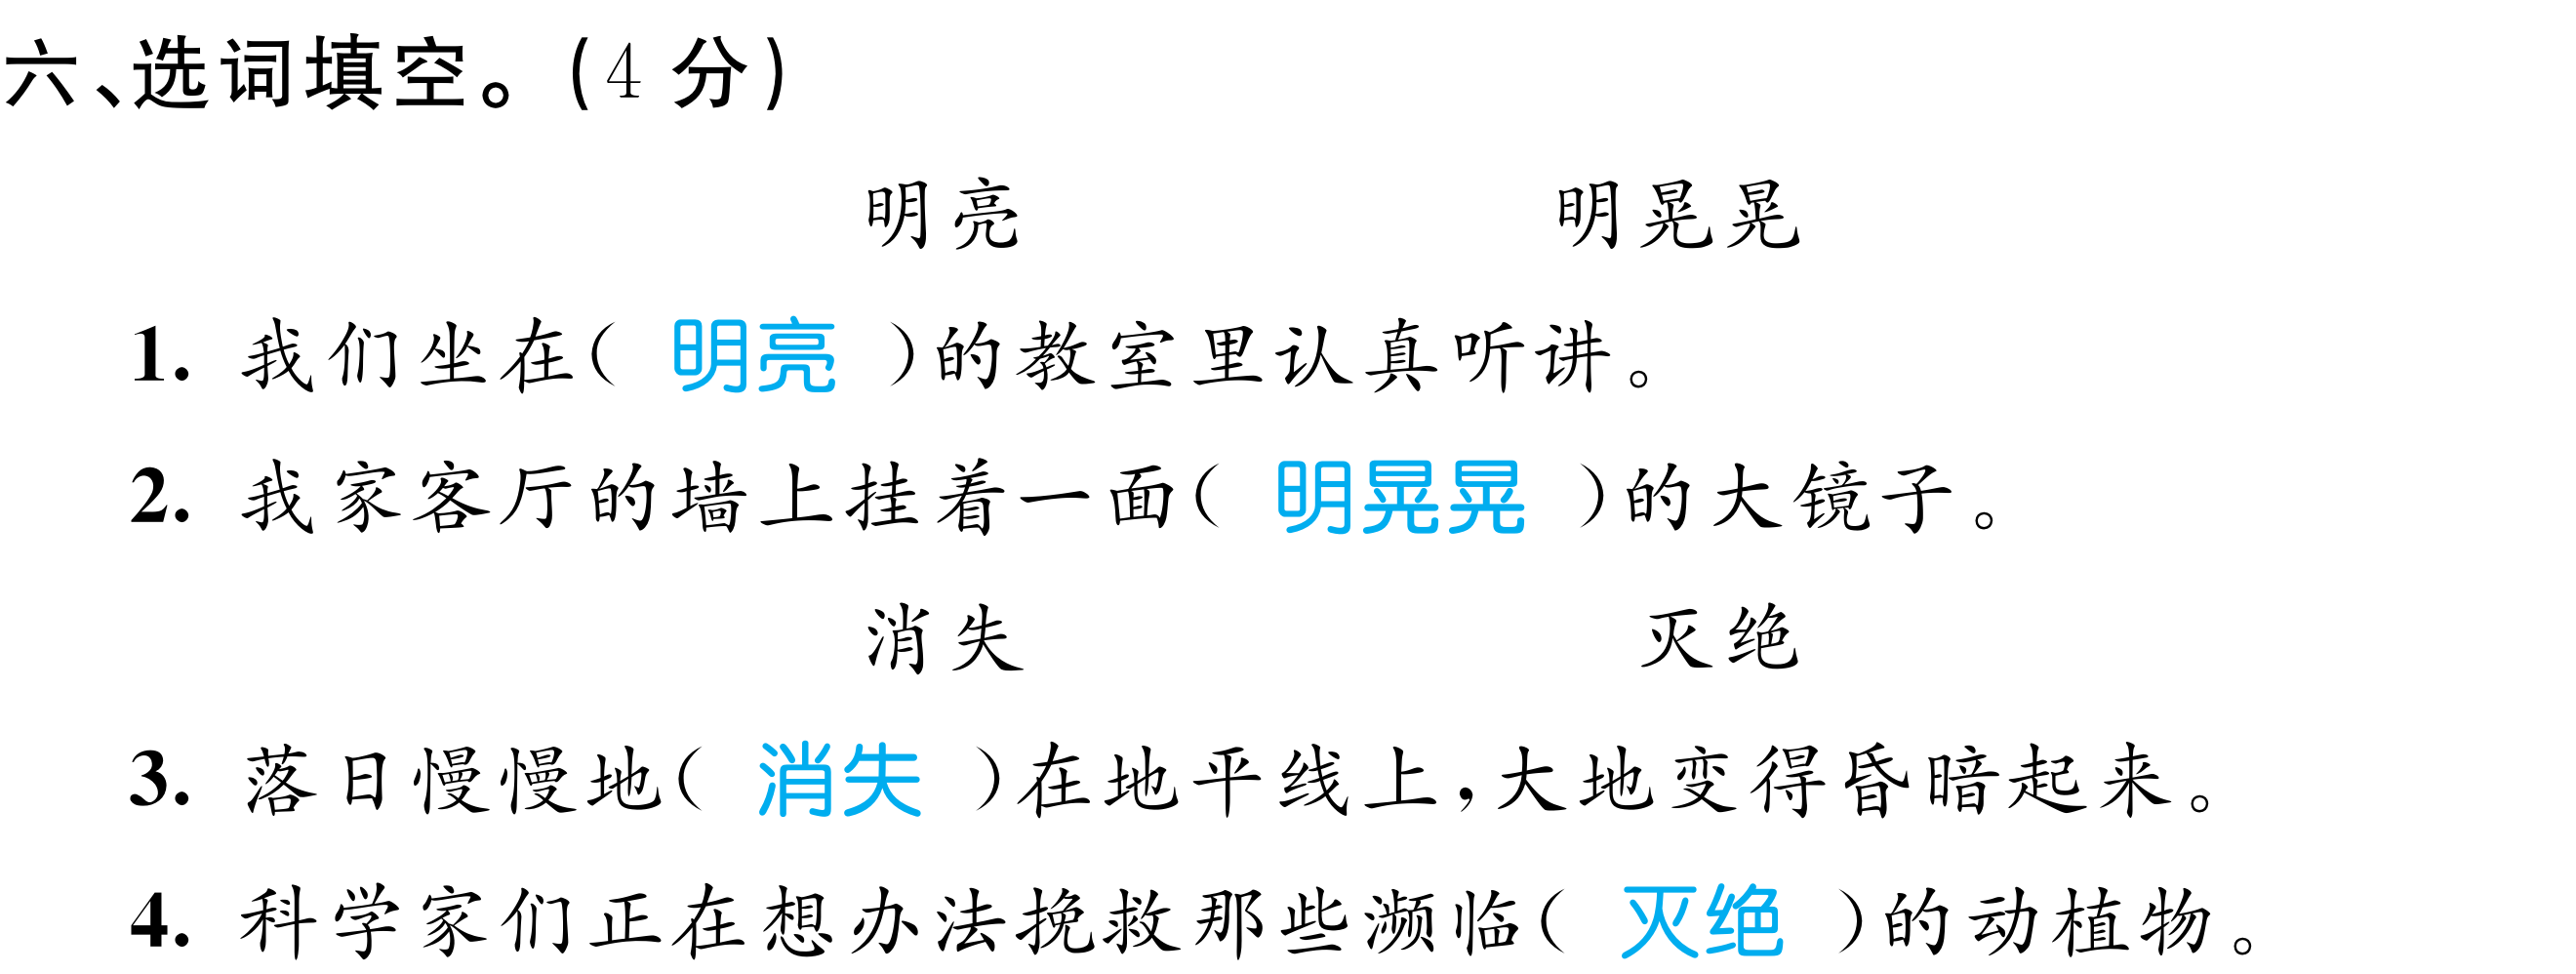 六、选词填空。(4 分)
明亮 明晃晃
1. 我们坐在( 明亮 )的教室里认真听讲。
2. 我家客厅的墙上挂着一面( 明晃晃 )的大镜子。
消失 灭绝
3. 落日慢慢地( 消失 )在地平线上,大地变得昏暗起来。
4. 科学家们正在想办法挽救那些濒临( 灭绝 )的动植物。